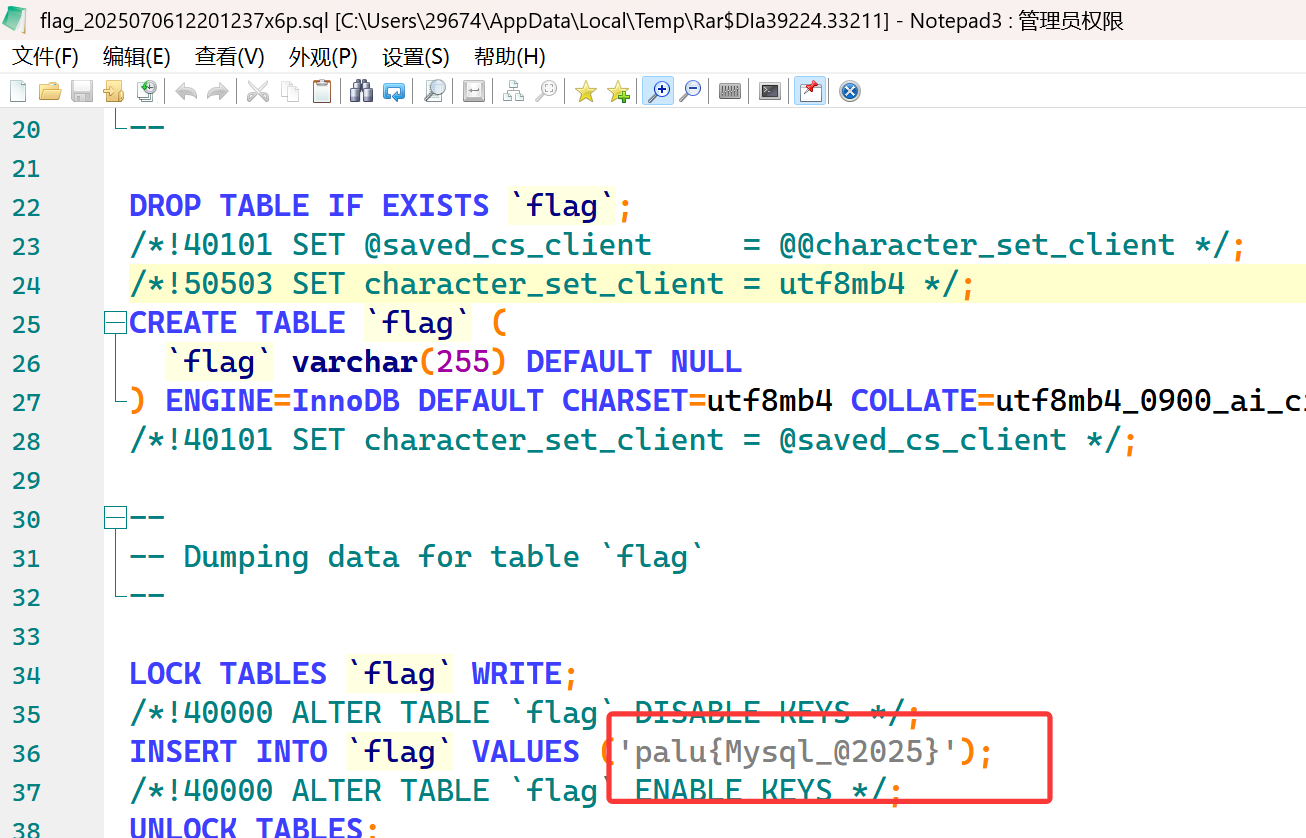 flag_2025070612201237x6p.sql [C:\Users\29674\AppData\Local\Temp\Rar$DIa39224.33211] - Notepad3 : 管理员权限
文件(F) 编辑(E) 查看(V) 外观(P) 设置(S) 帮助(H)
20 --
21
22 DROP TABLE IF EXISTS `flag`;
23 /*!40101 SET @saved_cs_client     = @@character_set_client */;
24 /*!50503 SET character_set_client = utf8mb4 */;
25 CREATE TABLE `flag` (
26   `flag` varchar(255) DEFAULT NULL
27 ) ENGINE=InnoDB DEFAULT CHARSET=utf8mb4 COLLATE=utf8mb4_0900_ai_ci
28 /*!40101 SET character_set_client = @saved_cs_client */;
29
30 --
31 -- Dumping data for table `flag`
32 --
33
34 LOCK TABLES `flag` WRITE;
35 /*!40000 ALTER TABLE `flag` DISABLE KEYS */;
36 INSERT INTO `flag` VALUES ('palu{Mysql_@2025}');
37 /*!40000 ALTER TABLE `flag` ENABLE KEYS */;
38 UNLOCK TABLES;